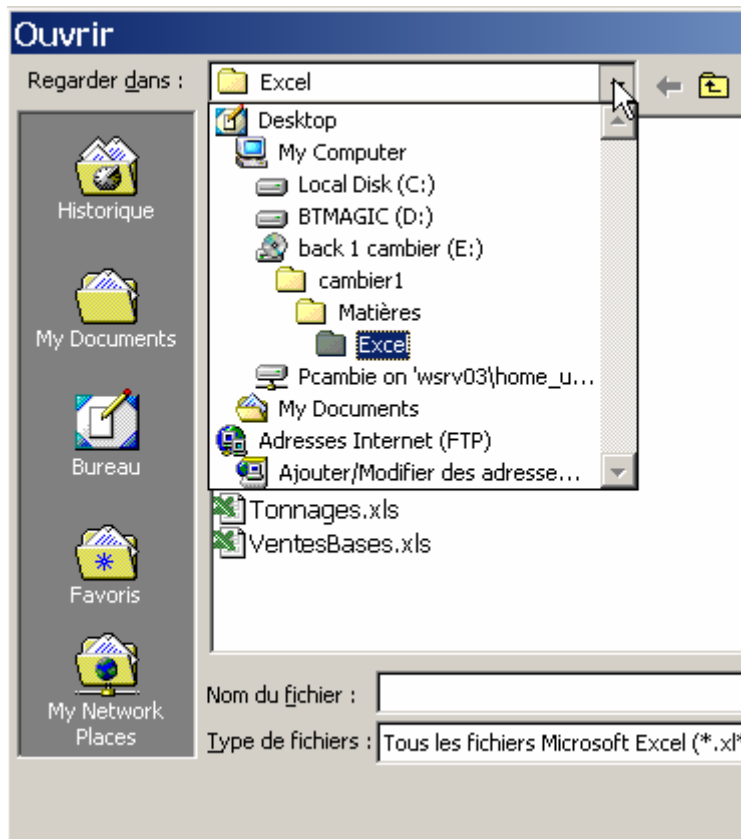 Ouvrir
Regarder dans :
Excel
Desktop
My Computer
Local Disk (C:)
BTMAGIC (D:)
back 1 cambier (E:)
cambier1
Matières
Excel
Pcambie on 'wsrv03\home_u...
My Documents
Adresses Internet (FTP)
Ajouter/Modifier des adresse...
Tonnages.xls
VentesBases.xls
Historique
My Documents
Bureau
Favoris
My Network
Places
Nom du fichier :
Type de fichiers : Tous les fichiers Microsoft Excel (*.xl*